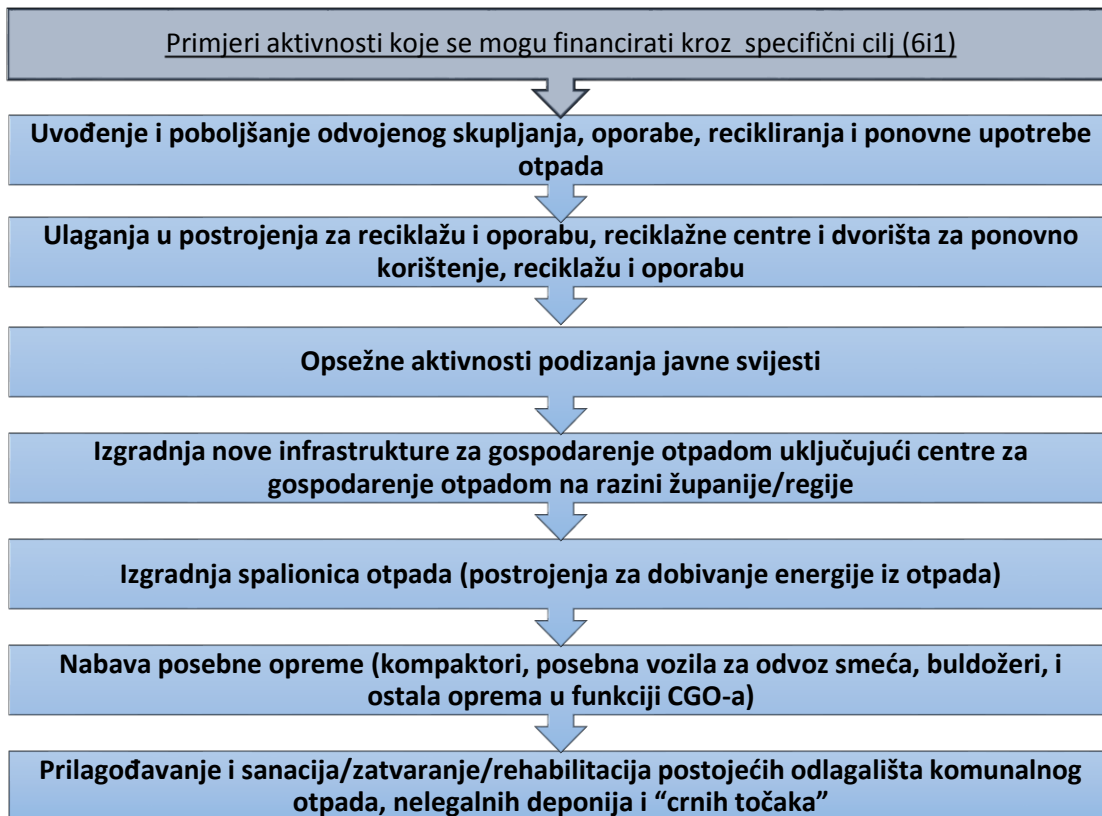 Primjeri aktivnosti koje se mogu financirati kroz specifični cilj (6i1)
Uvođenje i poboljšanje odvojenog skupljanja, oporabe, recikliranja i ponovne upotrebe
otpada
Ulaganja u postrojenja za reciklažu i oporabu, reciklažne centre i dvorišta za ponovno
korištenje, reciklažu i oporabu
Opsežne aktivnosti podizanja javne svijesti
Izgradnja nove infrastrukture za gospodarenje otpadom uključujući centre za
gospodarenje otpadom na razini županije/regije
Izgradnja spalionica otpada (postrojenja za dobivanje energije iz otpada)
Nabava posebne opreme (kompaktori, posebna vozila za odvoz smeća, buldožeri, i
ostala oprema u funkciji CGO-a)
Prilagođavanje i sanacija/zatvaranje/rehabilitacija postojećih odlagališta komunalnog
otpada, nelegalnih deponija i “crnih točaka”